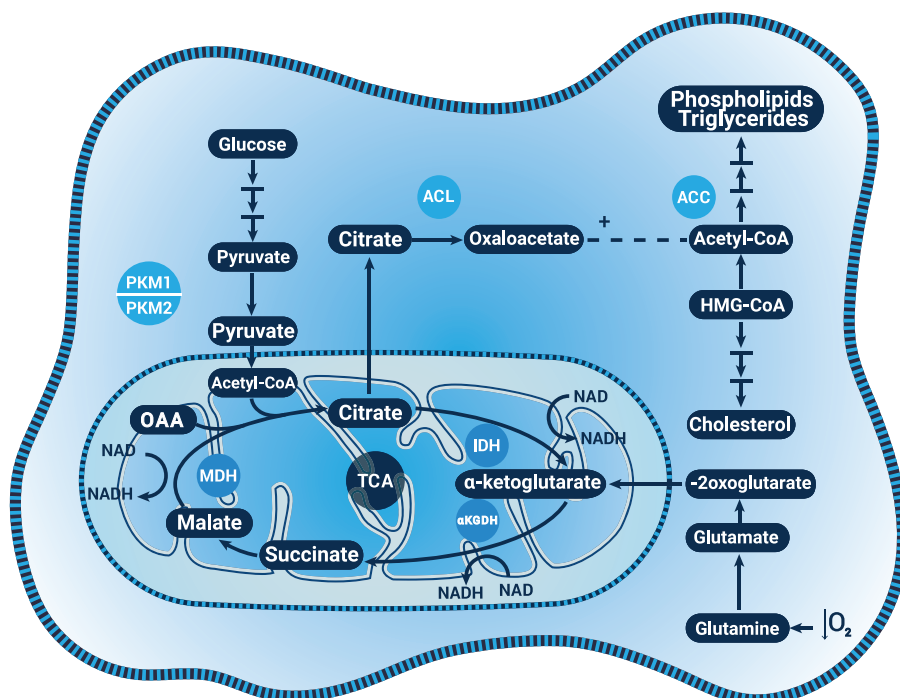 Phospholipids
Triglycerides
Glucose
ACL
ACC
Citrate
Oxaloacetate
+
Acetyl-CoA
Pyruvate
PKM1
PKM2
HMG-CoA
Pyruvate
Acetyl-CoA
Citrate
OAA
NAD
NADH
Cholesterol
NAD
NADH
MDH
IDH
TCA
α-ketoglutarate
-2oxoglutarate
αKGDH
Malate
Succinate
Glutamate
NADH
NAD
Glutamine
↓O₂